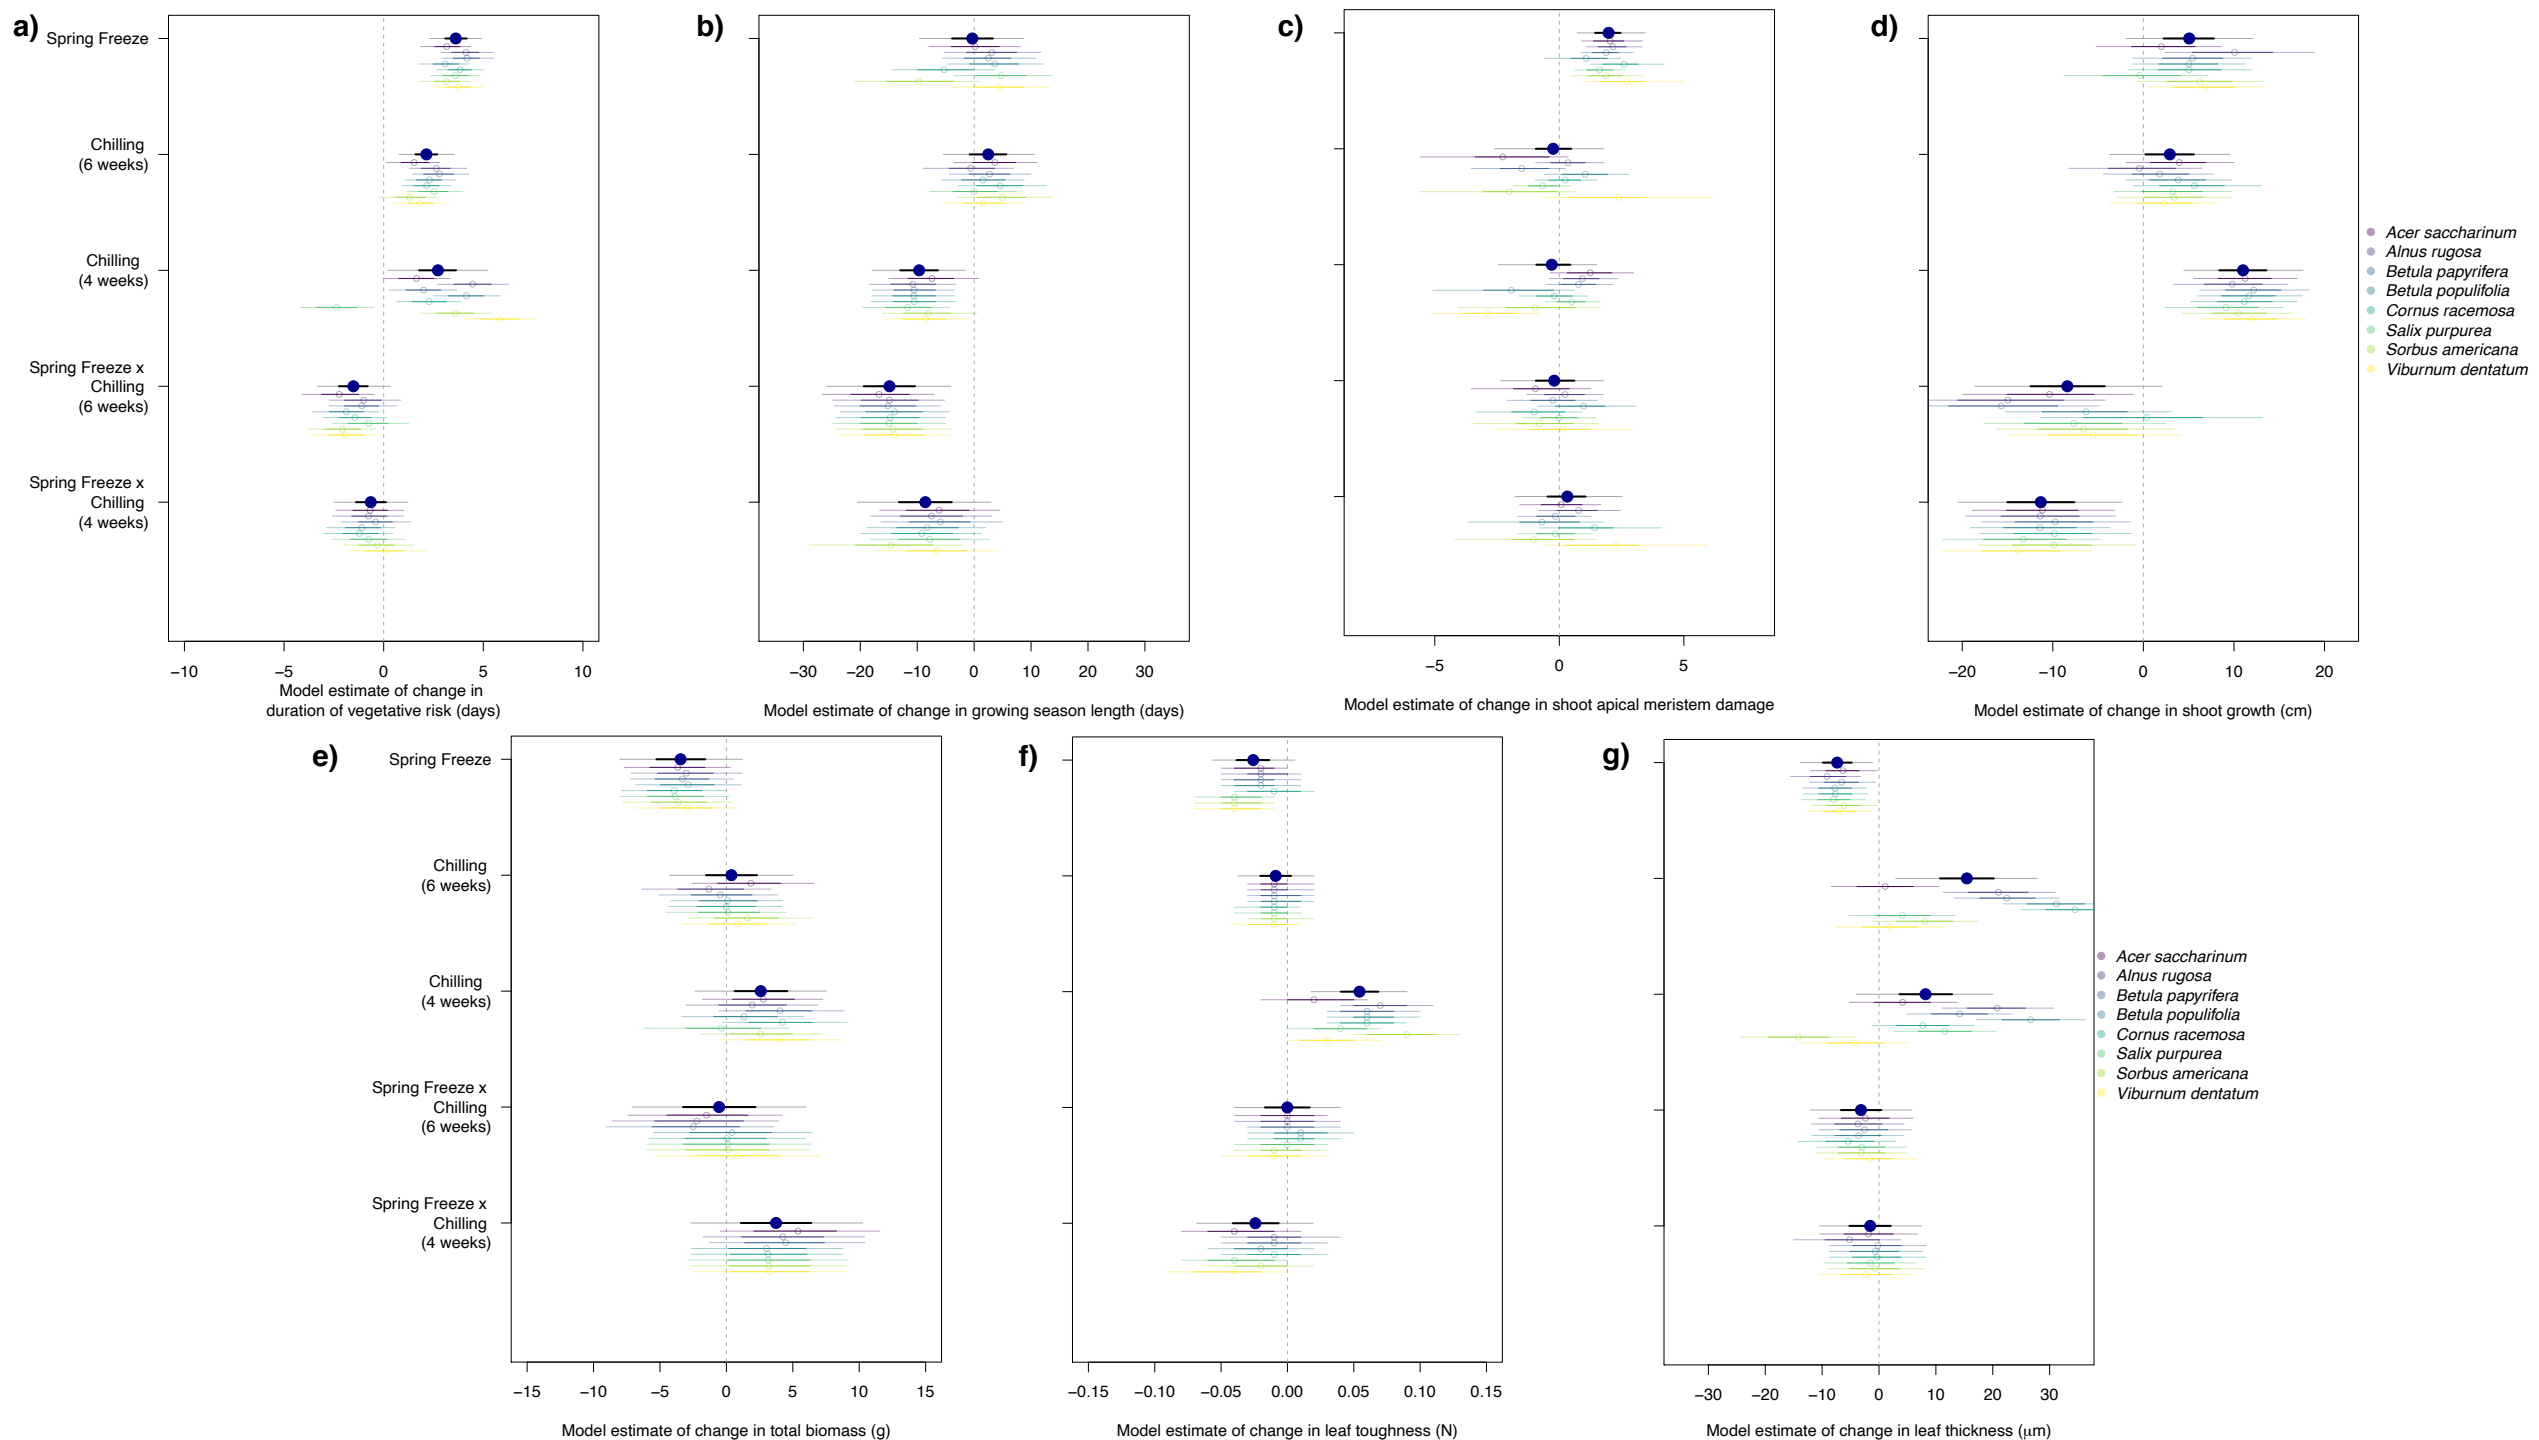 a)
Spring Freeze
Chilling
(6 weeks)
Chilling
(4 weeks)
Spring Freeze x
Chilling
(6 weeks)
Spring Freeze x
Chilling
(4 weeks)
−10 −5 0 5 10
Model estimate of change in
duration of vegetative risk (days)
b)
−30 −20 −10 0 10 20 30
Model estimate of change in growing season length (days)
c)
−5 0 5
Model estimate of change in shoot apical meristem damage
d)
−20 −10 0 10 20
Model estimate of change in shoot growth (cm)
Acer saccharinum
Alnus rugosa
Betula papyrifera
Betula populifolia
Cornus racemosa
Salix purpurea
Sorbus americana
Viburnum dentatum
e)
Spring Freeze
Chilling
(6 weeks)
Chilling
(4 weeks)
Spring Freeze x
Chilling
(6 weeks)
Spring Freeze x
Chilling
(4 weeks)
−15 −10 −5 0 5 10 15
Model estimate of change in total biomass (g)
f)
−0.15 −0.10 −0.05 0.00 0.05 0.10 0.15
Model estimate of change in leaf toughness (N)
g)
−30 −20 −10 0 10 20 30
Model estimate of change in leaf thickness (μm)
Acer saccharinum
Alnus rugosa
Betula papyrifera
Betula populifolia
Cornus racemosa
Salix purpurea
Sorbus americana
Viburnum dentatum